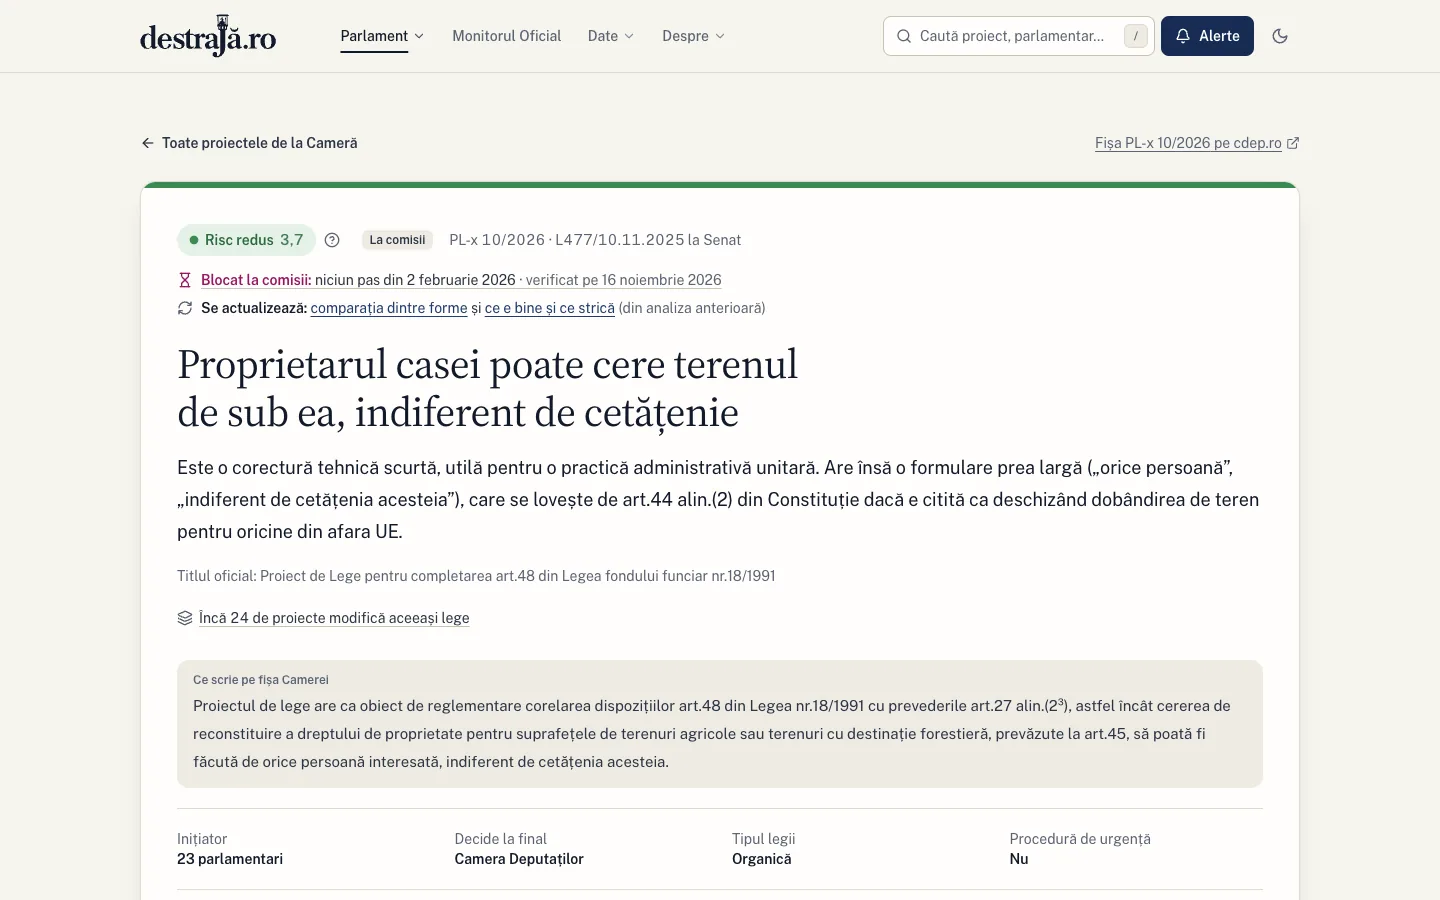 destrajă.ro
Parlament
Monitorul Oficial
Date
Despre
Caută proiect, parlamentar...
/
Alerte
Toate proiectele de la Cameră
Fișa PL-x 10/2026 pe cdep.ro
Risc redus 3,7
La comisii
PL-x 10/2026 · L477/10.11.2025 la Senat
Blocat la comisii: niciun pas din 2 februarie 2026 · verificat pe 16 noiembrie 2026
Se actualizează: comparația dintre forme și ce e bine și ce strică (din analiza anterioară)
Proprietarul casei poate cere terenul
de sub ea, indiferent de cetățenie
Este o corectură tehnică scurtă, utilă pentru o practică administrativă unitară. Are însă o formulare prea largă („orice persoană”,
„indiferent de cetățenia acesteia”), care se lovește de art.44 alin.(2) din Constituție dacă e citită ca deschizând dobândirea de teren
pentru oricine din afara UE.
Titlul oficial: Proiect de Lege pentru completarea art.48 din Legea fondului funciar nr.18/1991
Încă 24 de proiecte modifică aceeași lege
Ce scrie pe fișa Camerei
Proiectul de lege are ca obiect de reglementare corelarea dispozițiilor art.48 din Legea nr.18/1991 cu prevederile art.27 alin.(2³), astfel încât cererea de
reconstituire a dreptului de proprietate pentru suprafețele de terenuri agricole sau terenuri cu destinație forestieră, prevăzute la art.45, să poată fi
făcută de orice persoană interesată, indiferent de cetățenia acesteia.
Inițiator
23 parlamentari
Decide la final
Camera Deputaților
Tipul legii
Organică
Procedură de urgență
Nu